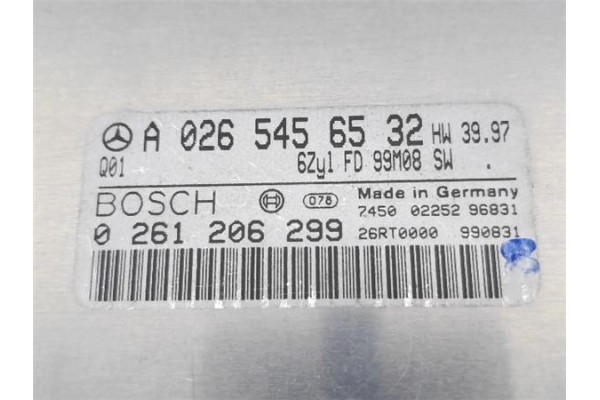 A 026 545 65 32 HW 39.97
Q01 6Zyl FD 99M08 SW .
BOSCH 078 Made in Germany
7450 02252 96831
0 261 206 299 26RT0000 990831